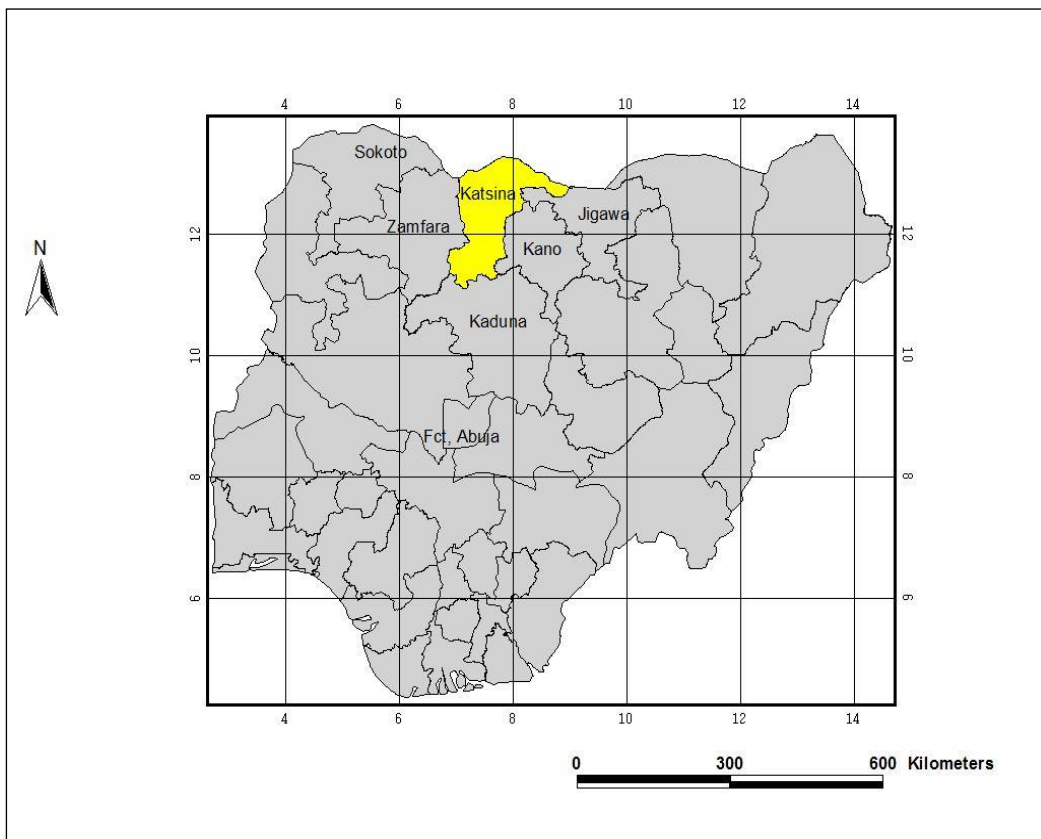 4 6 8 10 12 14
Sokoto
Katsina
Jigawa
Zamfara
12 12
Kano
N
Kaduna
10 10
Fct, Abuja
8 8
6 6
4 6 8 10 12 14
0 300 600 Kilometers